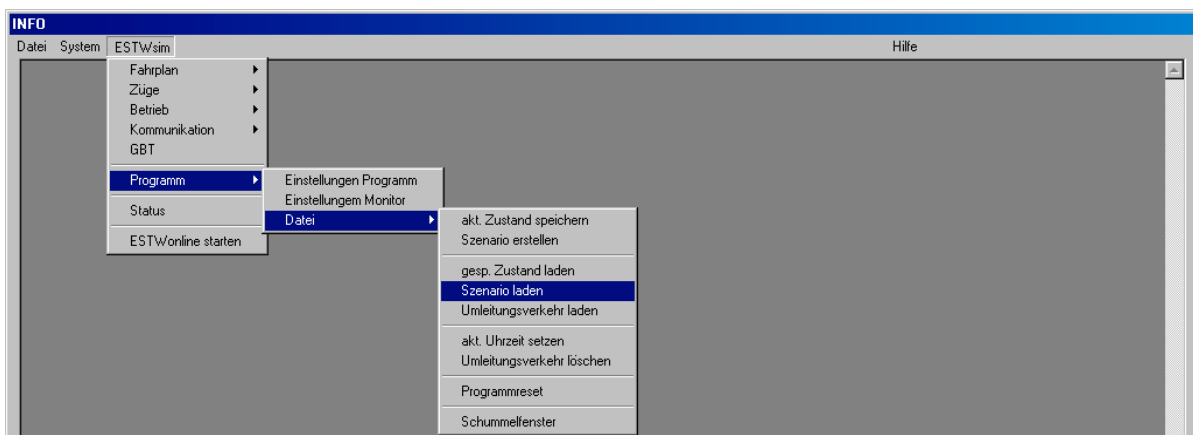 INFO
Datei System ESTWsim Hilfe
Fahrplan
Züge
Betrieb
Kommunikation
GBT
Programm
Status
ESTWonline starten
Einstellungen Programm
Einstellungem Monitor
Datei
akt. Zustand speichern
Szenario erstellen
gesp. Zustand laden
Szenario laden
Umleitungsverkehr laden
akt. Uhrzeit setzen
Umleitungsverkehr löschen
Programmreset
Schummelfenster